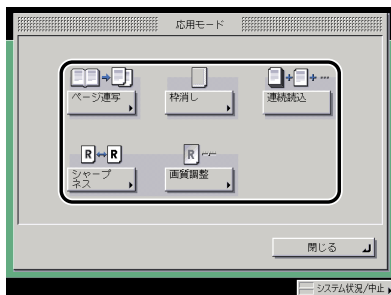 応用モード
ページ連写
枠消し
連続読込
R R
R
シャープ
ネス
画質調整
閉じる
システム状況/中止